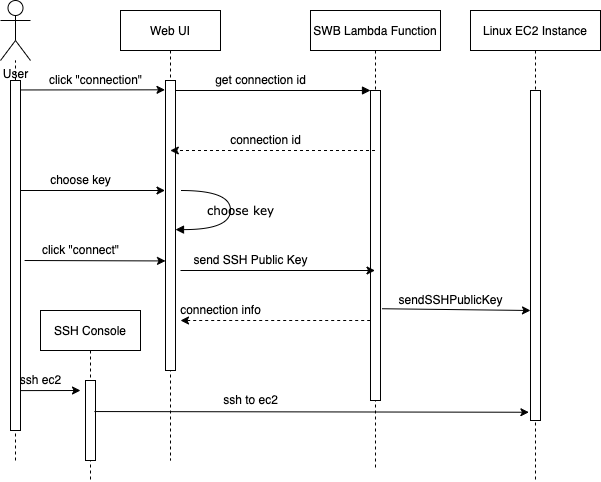 Web UI
SWB Lambda Function
Linux EC2 Instance
User
click "connection"
get connection id
connection id
choose key
choose key
click "connect"
send SSH Public Key
sendSSHPublicKey
connection info
SSH Console
ssh ec2
ssh to ec2